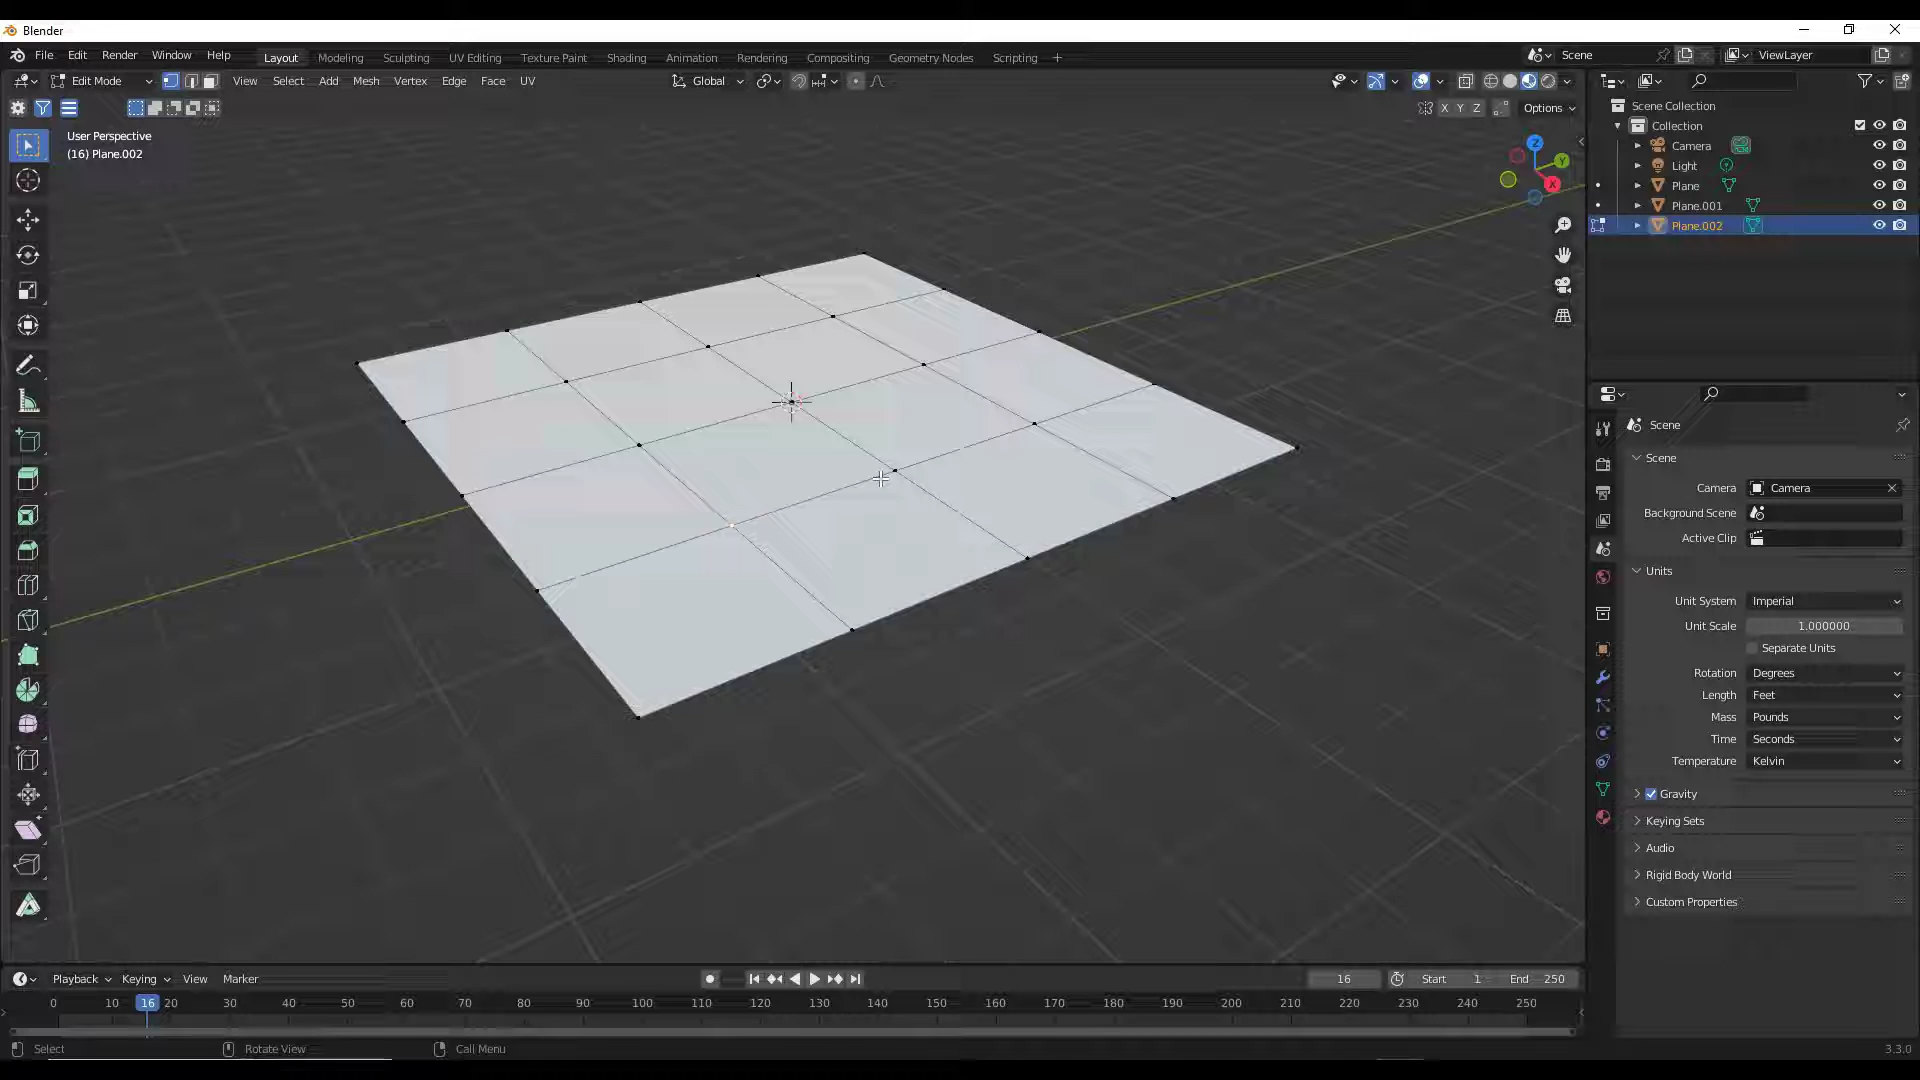 Blender
File Edit Render Window Help Layout Modeling Sculpting UV Editing Texture Paint Shading Animation Rendering Compositing Geometry Nodes Scripting + Scene ViewLayer
Edit Mode View Select Add Mesh Vertex Edge Face UV Global
X Y Z Options
User Perspective
(16) Plane.002
Z
Y
X
Scene Collection
Collection
Camera
Light
Plane
Plane.001
Plane.002
Scene
Scene
Camera Camera
Background Scene
Active Clip
Units
Unit System Imperial
Unit Scale 1.000000
Separate Units
Rotation Degrees
Length Feet
Mass Pounds
Time Seconds
Temperature Kelvin
Gravity
Keying Sets
Audio
Rigid Body World
Custom Properties
Playback Keying View Marker 16 Start 1 End 250
0 10 16 20 30 40 50 60 70 80 90 100 110 120 130 140 150 160 170 180 190 200 210 220 230 240 250
Select Rotate View Call Menu 3.3.0